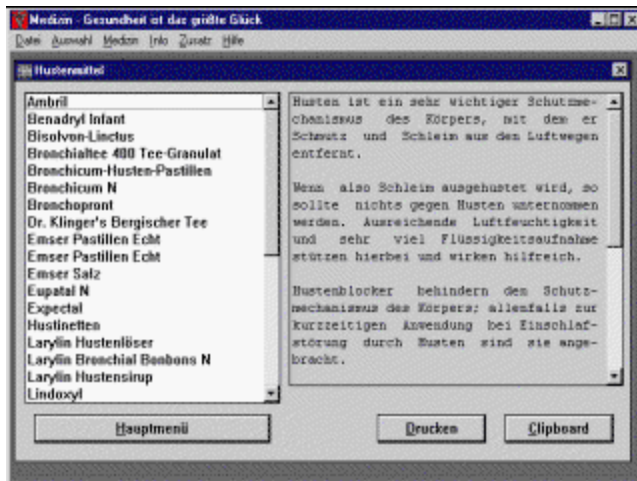 Medizin - Gesundheit ist das größte Glück
Datei Auswahl Medizin Info Zusatz Hilfe
Hustenmittel
Ambril
Benadryl Infant
Bisolvon-Linctus
Bronchialtee 400 Tee-Granulat
Bronchicum-Husten-Pastillen
Bronchicum N
Bronchopront
Dr. Klinger's Bergischer Tee
Emser Pastillen Echt
Emser Pastillen Echt
Emser Salz
Eupatal N
Expectal
Hustinetten
Larylin Hustenlöser
Larylin Bronchial Bonbons N
Larylin Hustensirup
Lindoxyl
Husten ist ein sehr wichtiger Schutzme-
chanismus des Körpers, mit dem er
Schmutz und Schleim aus den Luftwegen
entfernt.
Wenn also Schleim ausgehustet wird, so
sollte nichts gegen Husten unternommen
werden. Ausreichende Luftfeuchtigkeit
und sehr viel Flüssigkeitsaufnahme
stützen hierbei und wirken hilfreich.
Hustenblocker behindern den Schutz-
mechanismus des Körpers; allenfalls zur
kurzzeitigen Anwendung bei Einschlaf-
störung durch Husten sind sie ange-
bracht.
Hauptmenü
Drucken
Clipboard